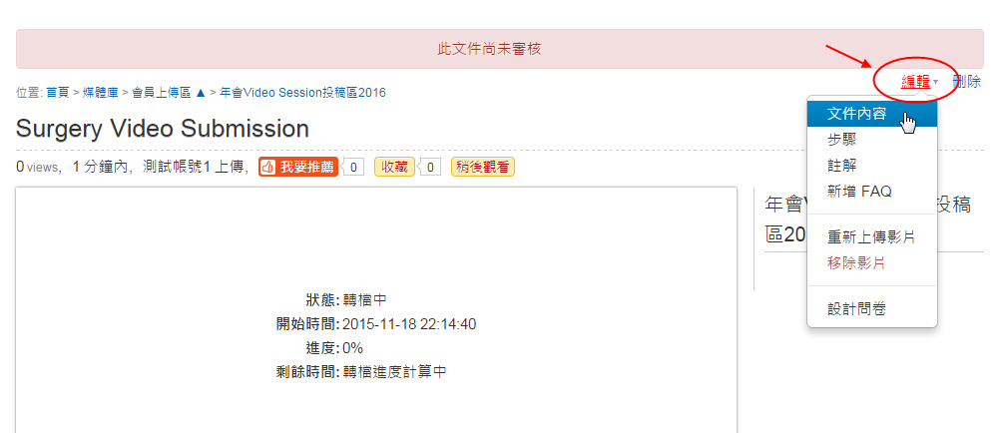 此文件尚未審核
編輯 刪除
位置: 首頁 > 媒體庫 > 會員上傳區 ▲ > 年會Video Session投稿區2016
Surgery Video Submission
0 views, 1 分鐘內, 測試帳號1 上傳, 我要推薦 0 收藏 0 稍後觀看
文件內容
步驟
註解
新增 FAQ
重新上傳影片
移除影片
設計問卷
年會 投稿
區20
狀態: 轉檔中
開始時間: 2015-11-18 22:14:40
進度: 0%
剩餘時間: 轉檔進度計算中